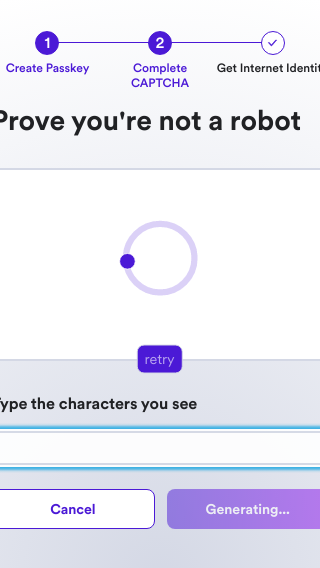 1
2
Create Passkey
Complete
CAPTCHA
Get Internet Identit
Prove you're not a robot
retry
Type the characters you see
Cancel
Generating...